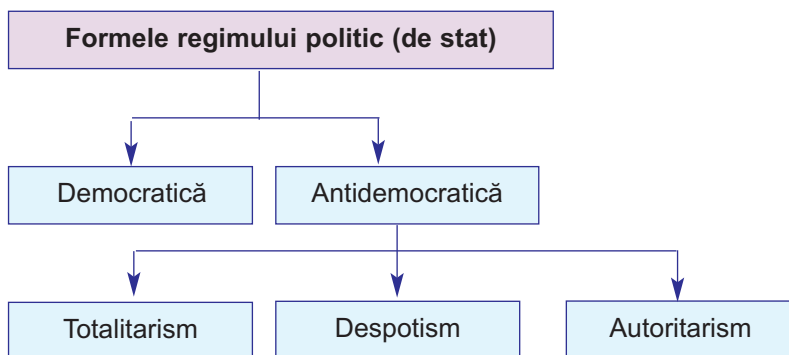 Formele regimului politic (de stat)
Democratică
Antidemocratică
Totalitarism
Despotism
Autoritarism